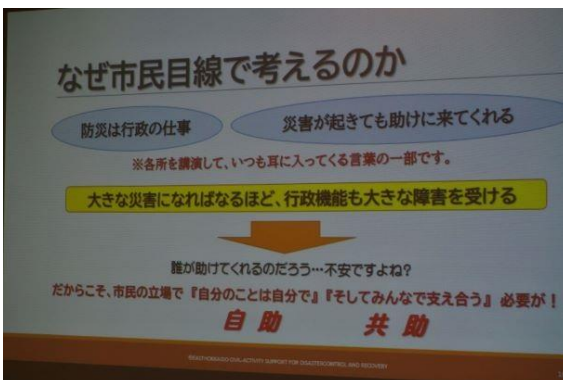 なぜ市民目線で考えるのか
防災は行政の仕事
災害が起きても助けに来てくれる
※各所を講演して、いつも耳に入ってくる言葉の一部です。
大きな災害になればなるほど、行政機能も大きな障害を受ける
誰が助けてくれるのだろう…不安ですよね?
だからこそ、市民の立場で『自分のことは自分で』『そしてみんなで支え合う』必要が!
自助 共助
CIVIL-ACTIVITY SUPPORT FOR DISASTERCONTROL AND RECOVERY